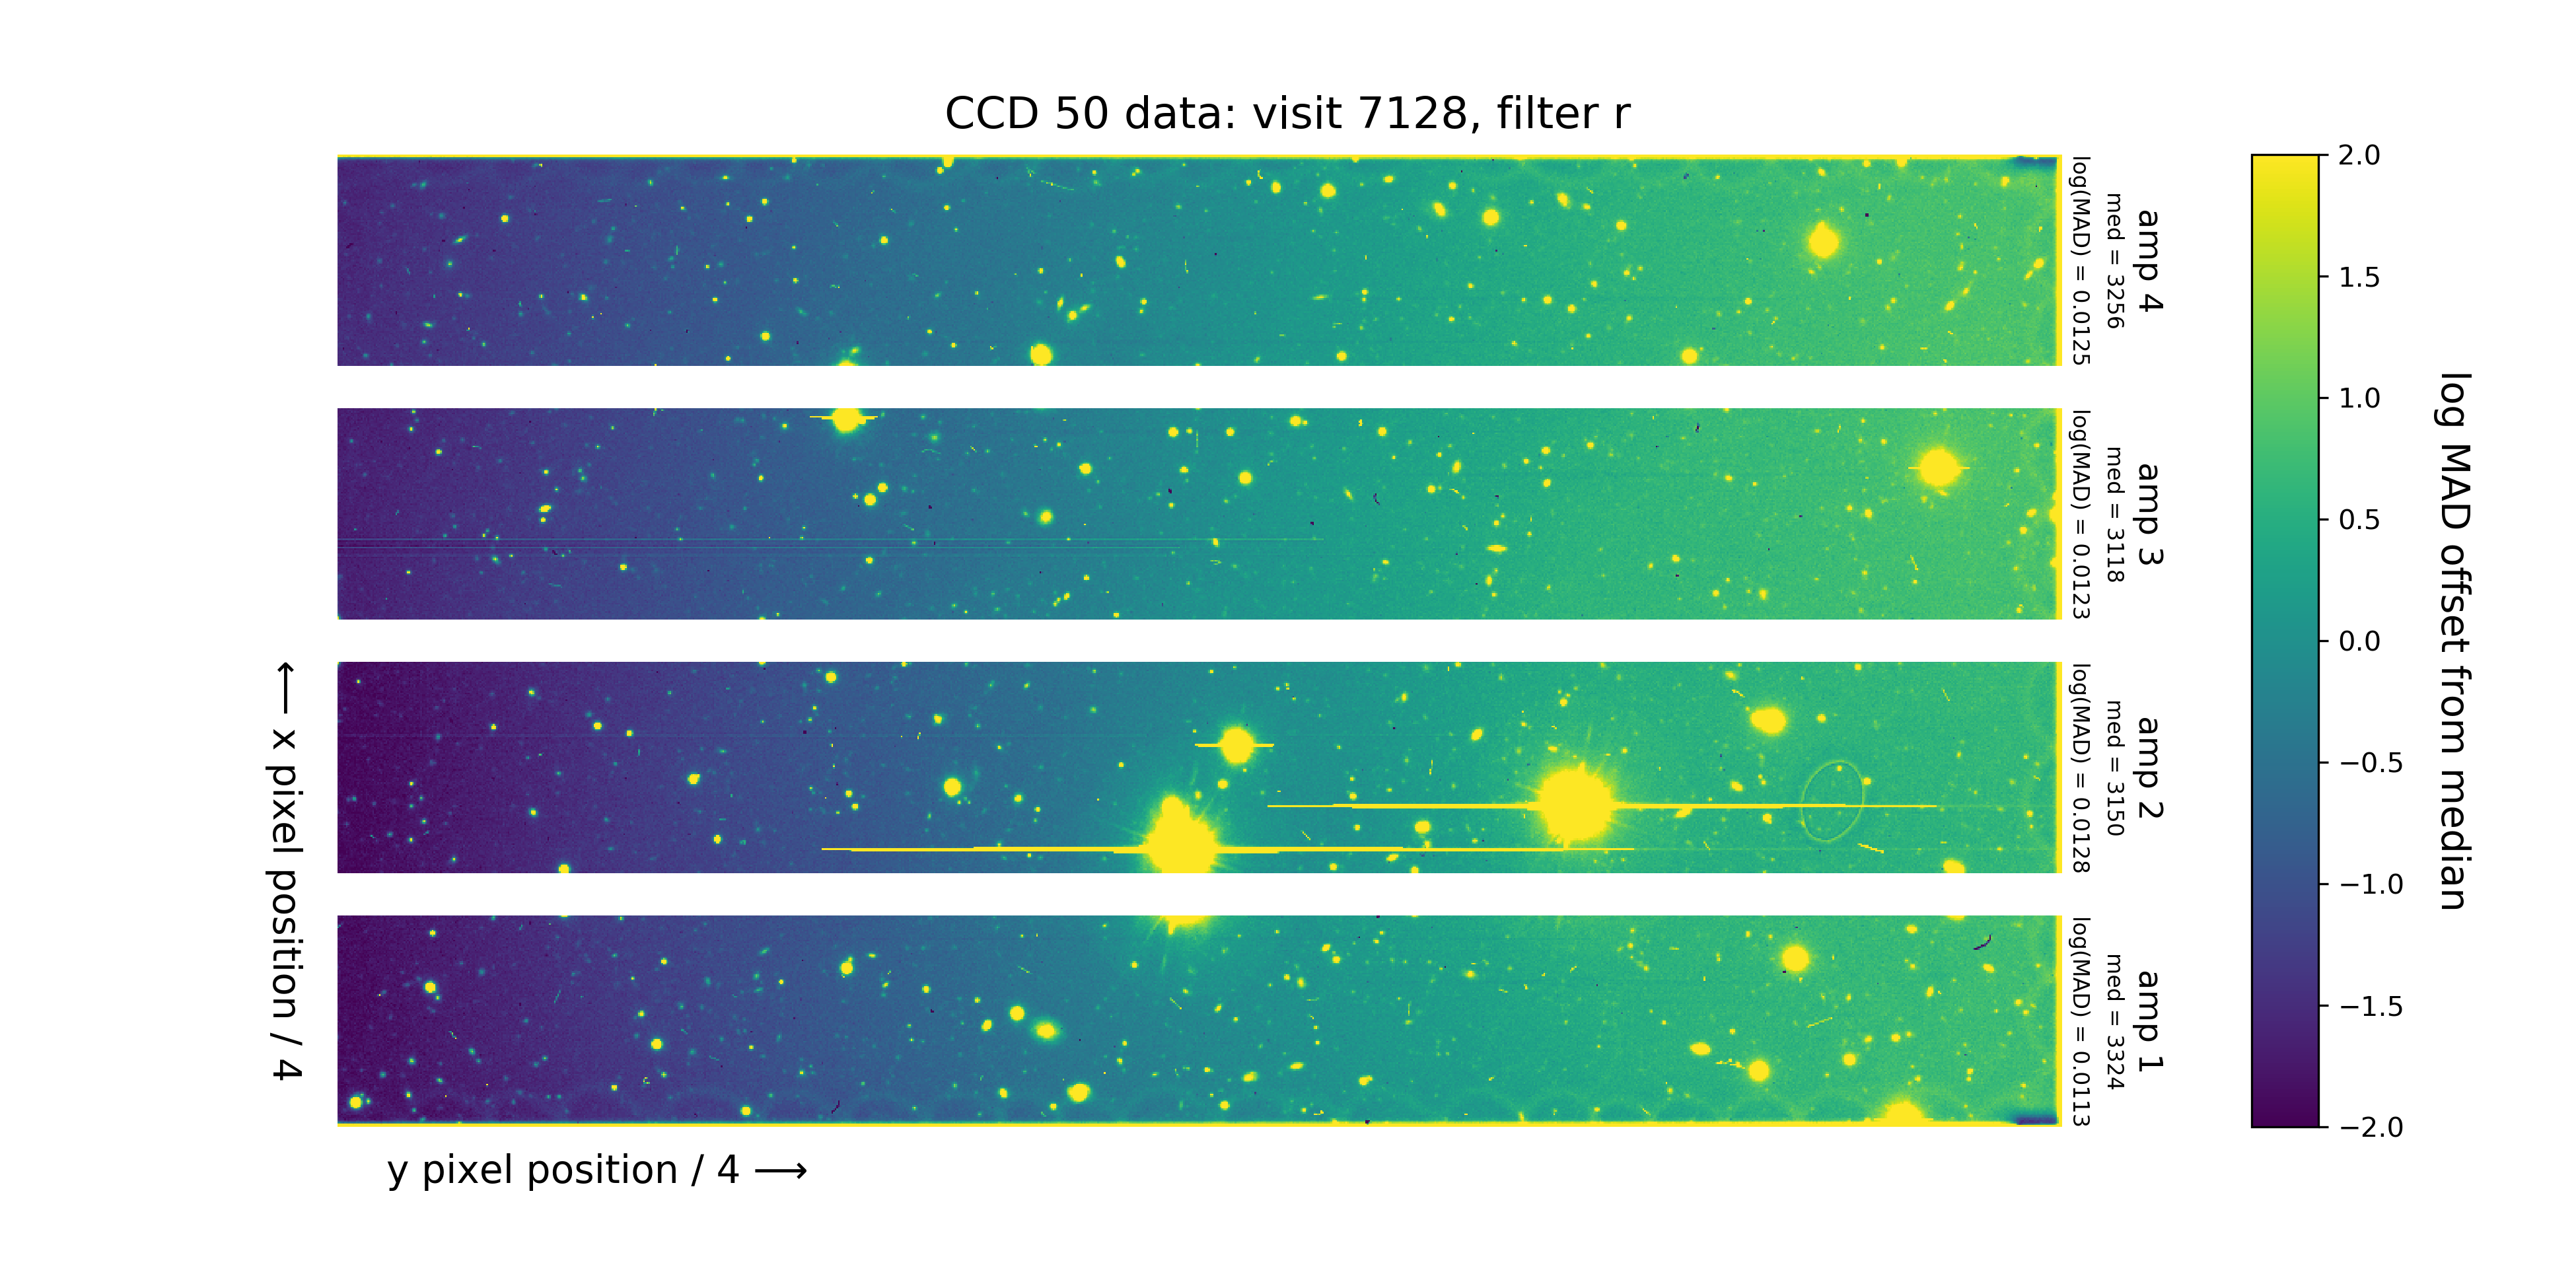 CCD 50 data: visit 7128, filter r
amp 4
med = 3256
log(MAD) = 0.0125
amp 3
med = 3118
log(MAD) = 0.0123
amp 2
med = 3150
log(MAD) = 0.0128
amp 1
med = 3324
log(MAD) = 0.0113
⟵ x pixel position / 4
y pixel position / 4 ⟶
2.0
1.5
1.0
0.5
0.0
−0.5
−1.0
−1.5
−2.0
log MAD offset from median